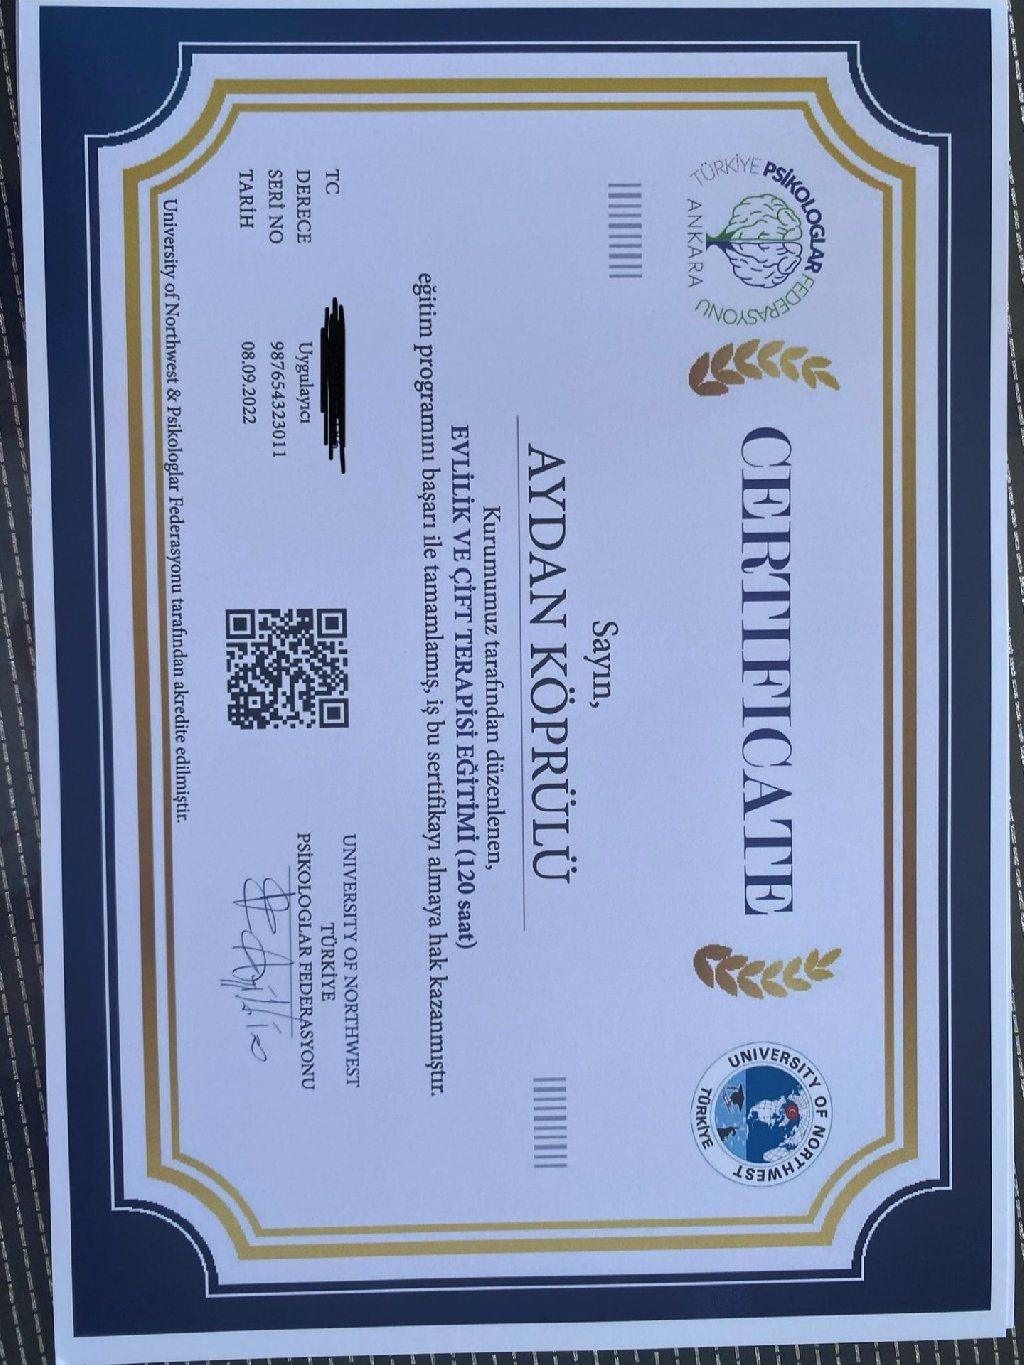 TÜRKİYE PSİKOLOGLAR FEDERASYONU
ANKARA
CERTIFICATE
UNIVERSITY OF NORTHWEST
TÜRKİYE
Sayın,
AYDAN KÖPRÜLÜ
Kurumumuz tarafından düzenlenen,
EVLİLİK VE ÇİFT TERAPİSİ EĞİTİMİ (120 saat)
eğitim programını başarı ile tamamlamış, iş bu sertifikayı almaya hak kazanmıştır.
TC
DERECE Uygulayıcı
SERİ NO 987654323011
TARİH 08.09.2022
UNIVERSITY OF NORTHWEST
TÜRKİYE
PSİKOLOGLAR FEDERASYONU
University of Northwest & Psikologlar Federasyonu tarafından akredite edilmiştir.